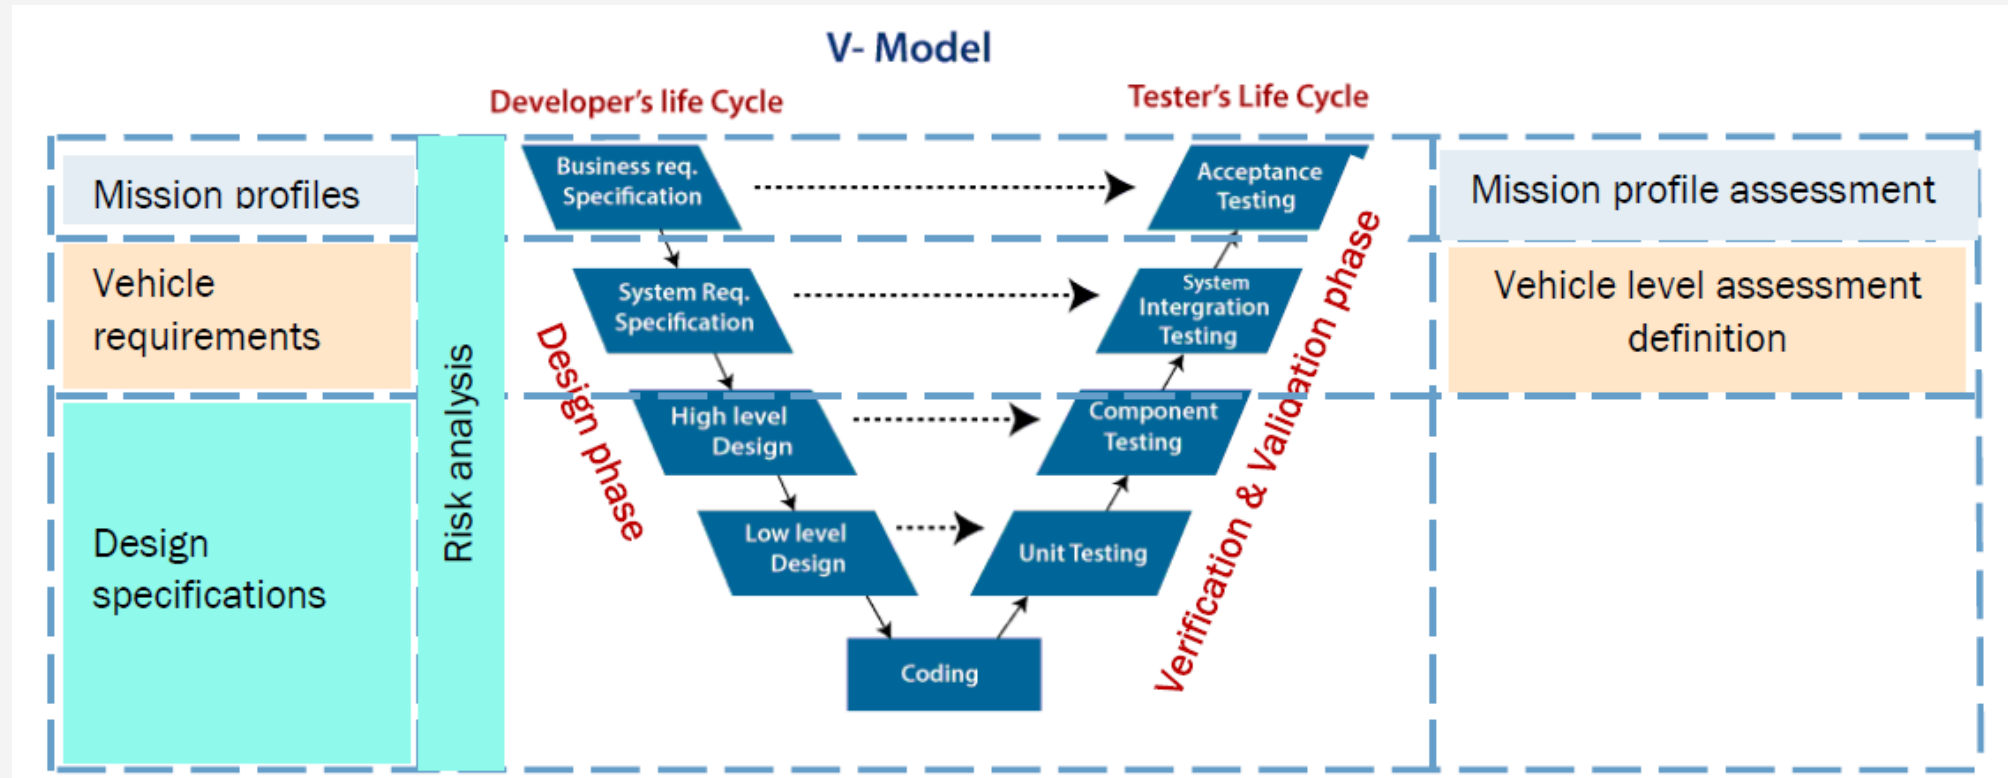 V- Model
Developer's life Cycle
Tester's Life Cycle
Mission profiles
Business req.
Specification
Acceptance
Testing
Mission profile assessment
Vehicle
requirements
System Req.
Specification
System
Intergration
Testing
Vehicle level assessment
definition
Risk analysis
Design phase
High level
Design
Component
Testing
Verification & Validation phase
Design
specifications
Low level
Design
Unit Testing
Coding